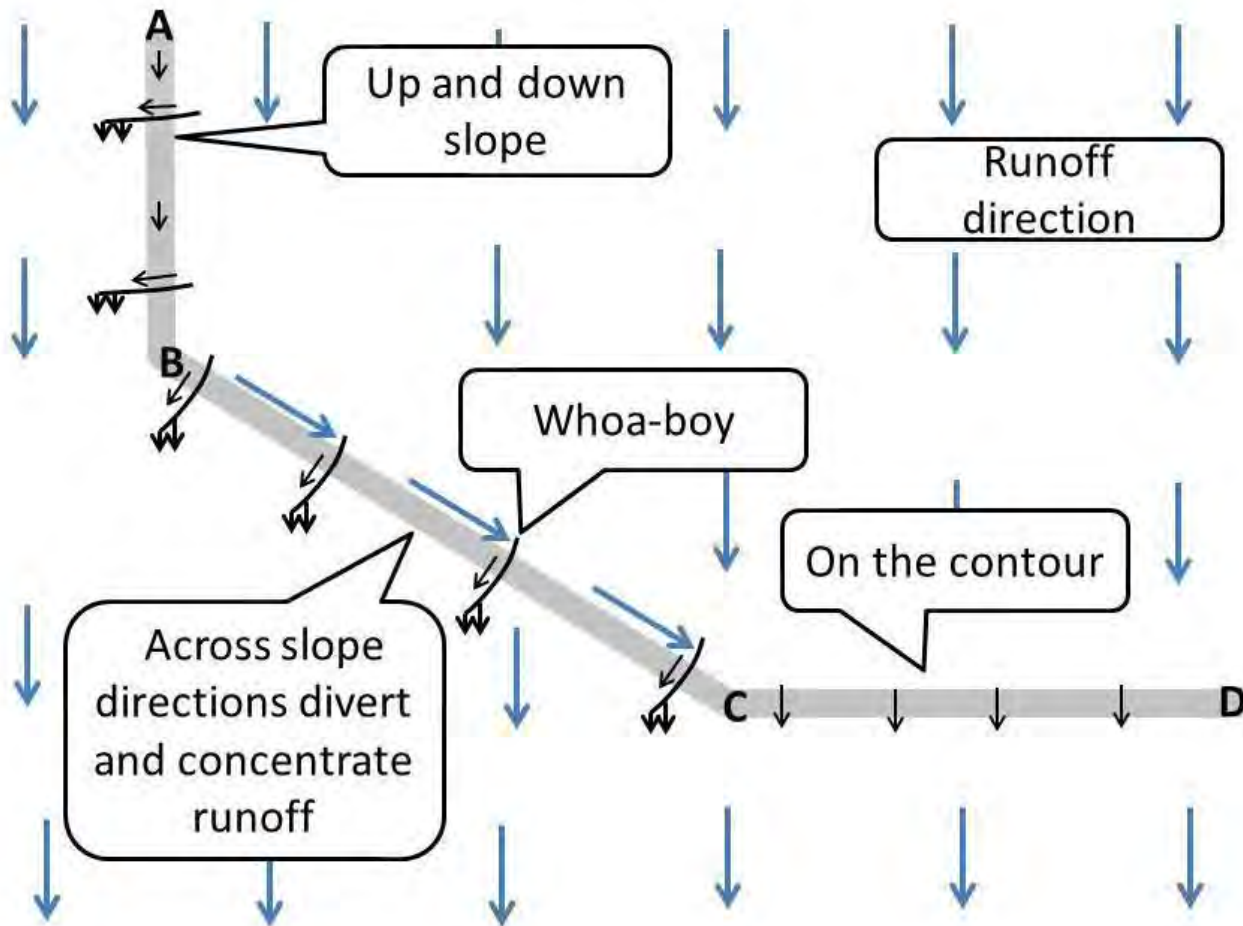 A
Up and down
slope
Runoff
direction
B
Whoa-boy
On the contour
Across slope
directions divert
and concentrate
runoff
C
D